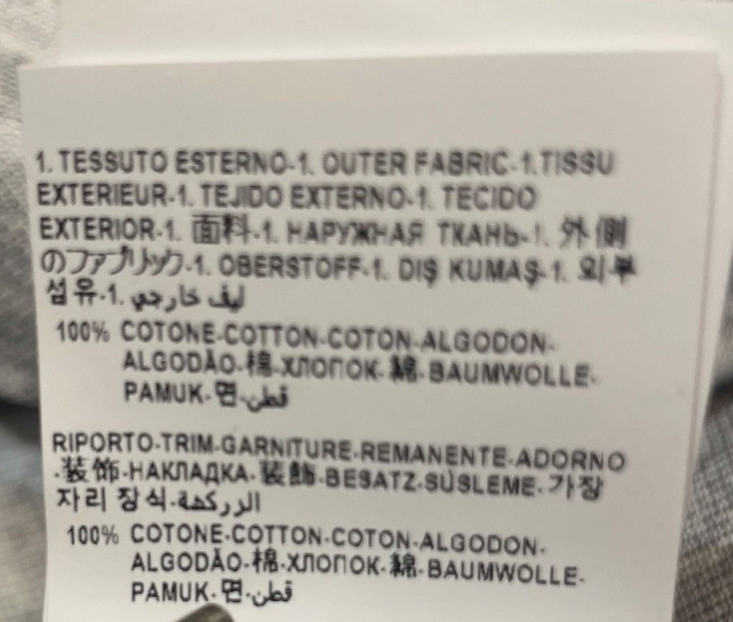 1. TESSUTO ESTERNO-1. OUTER FABRIC-1.TISSU
EXTERIEUR-1. TEJIDO EXTERNO-1. TECIDO
EXTERIOR-1. 面料-1. НАРУЖНАЯ ТКАНЬ-1. 外側
のファブリック-1. OBERSTOFF-1. DIŞ KUMAŞ-1. 외부
섬유-1. ليف خارجي
100% COTONE-COTTON-COTON-ALGODON-
ALGODÃO-棉-ХЛОПОК-綿-BAUMWOLLE-
PAMUK-면-قطن
RIPORTO-TRIM-GARNITURE-REMANENTE-ADORNO
-装饰-НАКЛАДКА-装飾-BESATZ-SÜSLEME-가장
자리 장식-الزركشة
100% COTONE-COTTON-COTON-ALGODON-
ALGODÃO-棉-ХЛОПОК-綿-BAUMWOLLE-
PAMUK-면-قطن